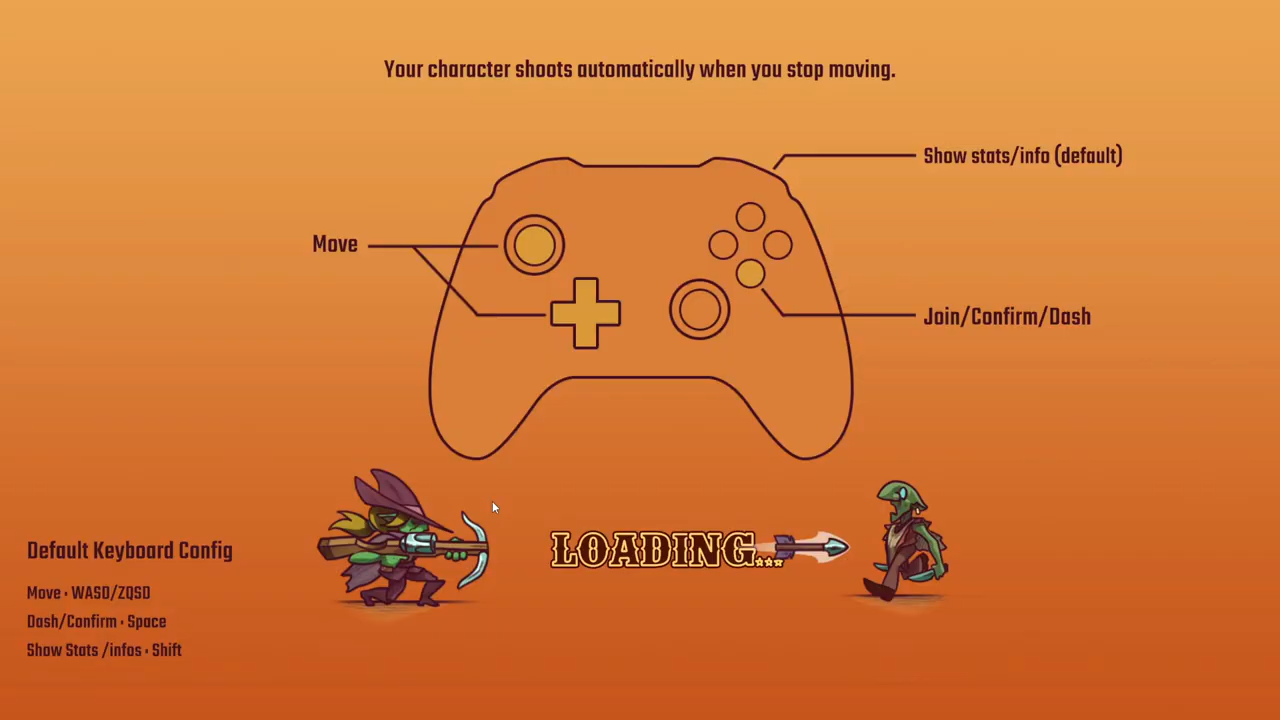 Your character shoots automatically when you stop moving.
Show stats/info (default)
Move
Join/Confirm/Dash
LOADING...
Default Keyboard Config
Move • WASD/ZQSD
Dash/Confirm • Space
Show Stats /infos • Shift